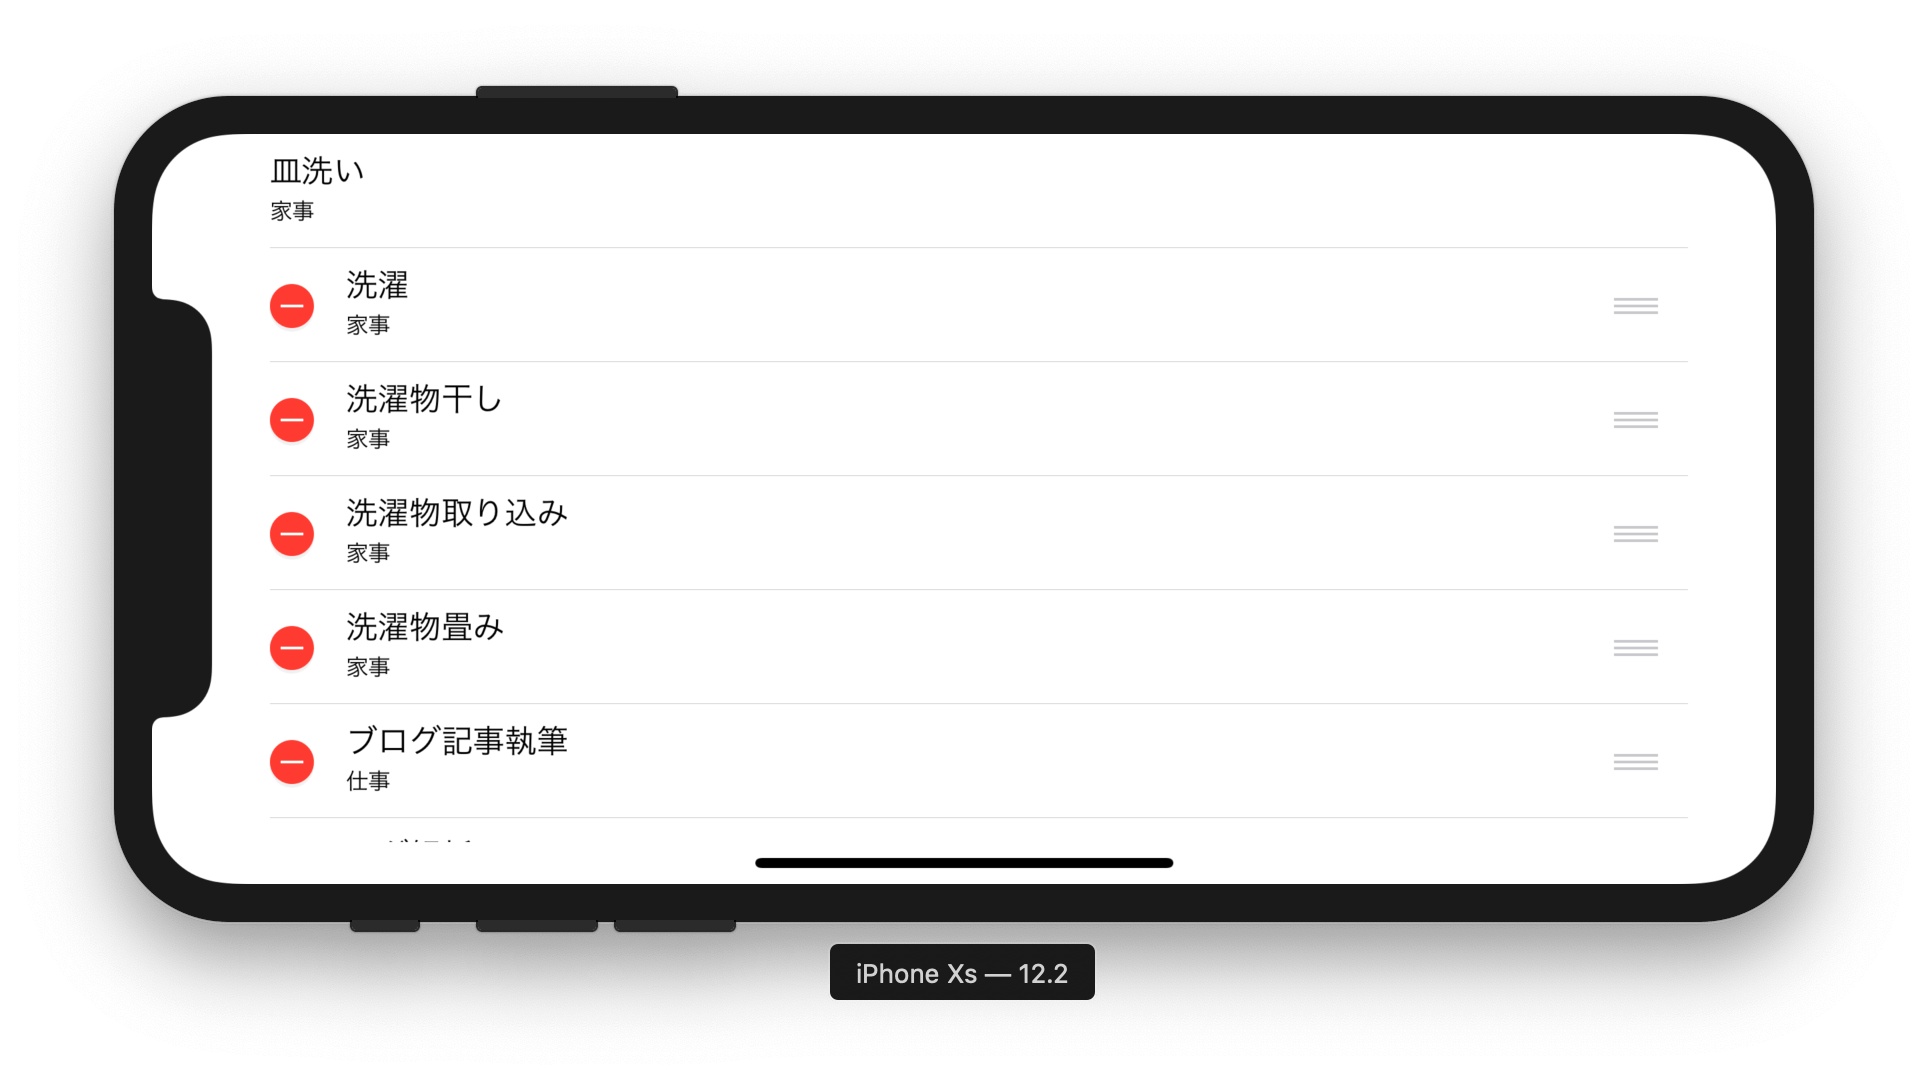 皿洗い
家事
洗濯
家事
洗濯物干し
家事
洗濯物取り込み
家事
洗濯物畳み
家事
ブログ記事執筆
仕事
iPhone Xs — 12.2